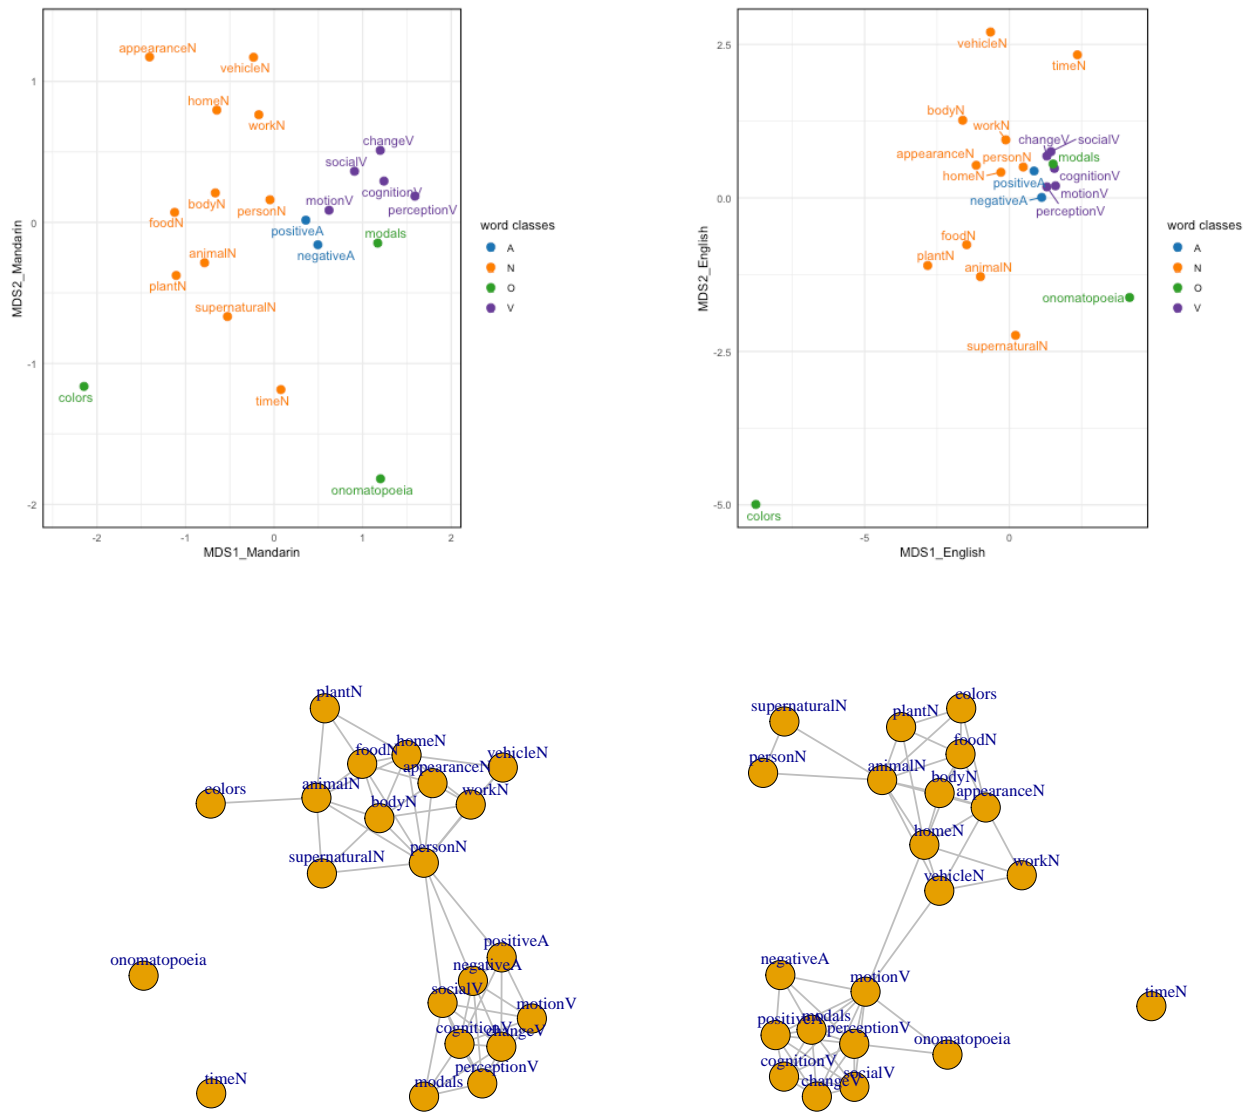 appearanceN
vehicleN
homeN
workN
changeV
socialV
cognitionV
motionV
perceptionV
bodyN
personN
foodN
positiveA
modals
negativeA
animalN
plantN
supernaturalN
colors
timeN
onomatopoeia
1
0
-1
-2
-2
-1
0
1
2
MDS1_Mandarin
MDS2_Mandarin
word classes
A
N
O
V
vehicleN
timeN
bodyN
workN
changeV
socialV
appearanceN
personN
modals
homeN
positiveA
cognitionV
negativeA
motionV
perceptionV
foodN
plantN
animalN
onomatopoeia
supernaturalN
colors
2.5
0.0
-2.5
-5.0
-5
0
MDS1_English
MDS2_English
word classes
A
N
O
V
plantN
homeN
foodN
vehicleN
appearanceN
animalN
colors
workN
bodyN
personN
supernaturalN
positiveA
onomatopoeia
negativeA
socialV
motionV
cognitionV
changeV
perceptionV
timeN
modals
colors
supernaturalN
plantN
foodN
personN
animalN
bodyN
appearanceN
homeN
workN
vehicleN
negativeA
motionV
timeN
modals
positiveA
perceptionV
onomatopoeia
cognitionV
socialV
changeV